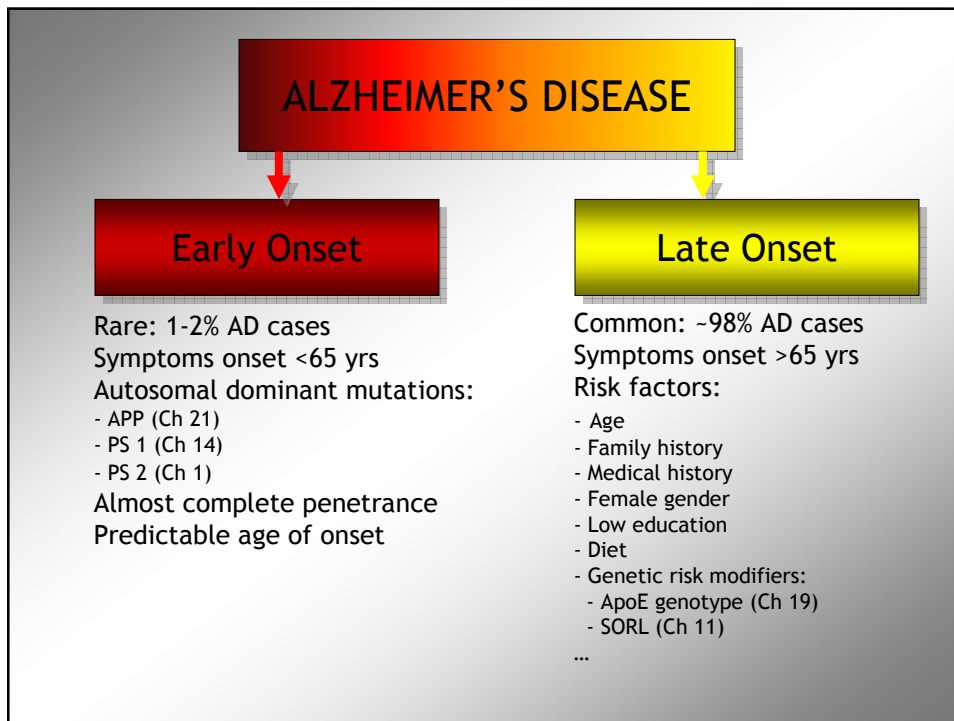 ALZHEIMER’S DISEASE
Early Onset
Rare: 1-2% AD cases
Symptoms onset <65 yrs
Autosomal dominant mutations:
- APP (Ch 21)
- PS 1 (Ch 14)
- PS 2 (Ch 1)
Almost complete penetrance
Predictable age of onset
Late Onset
Common: ~98% AD cases
Symptoms onset >65 yrs
Risk factors:
- Age
- Family history
- Medical history
- Female gender
- Low education
- Diet
- Genetic risk modifiers:
- ApoE genotype (Ch 19)
- SORL (Ch 11)
…